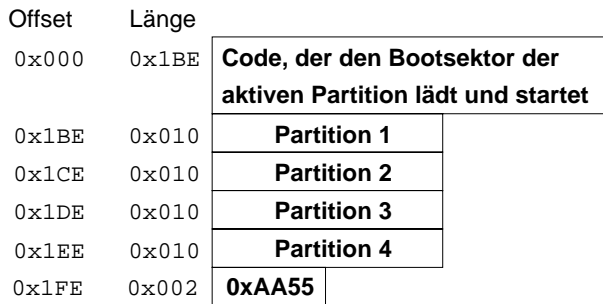 Offset Länge
0x000 0x1BE Code, der den Bootsektor der
aktiven Partition lädt und startet
0x1BE 0x010 Partition 1
0x1CE 0x010 Partition 2
0x1DE 0x010 Partition 3
0x1EE 0x010 Partition 4
0x1FE 0x002 0xAA55